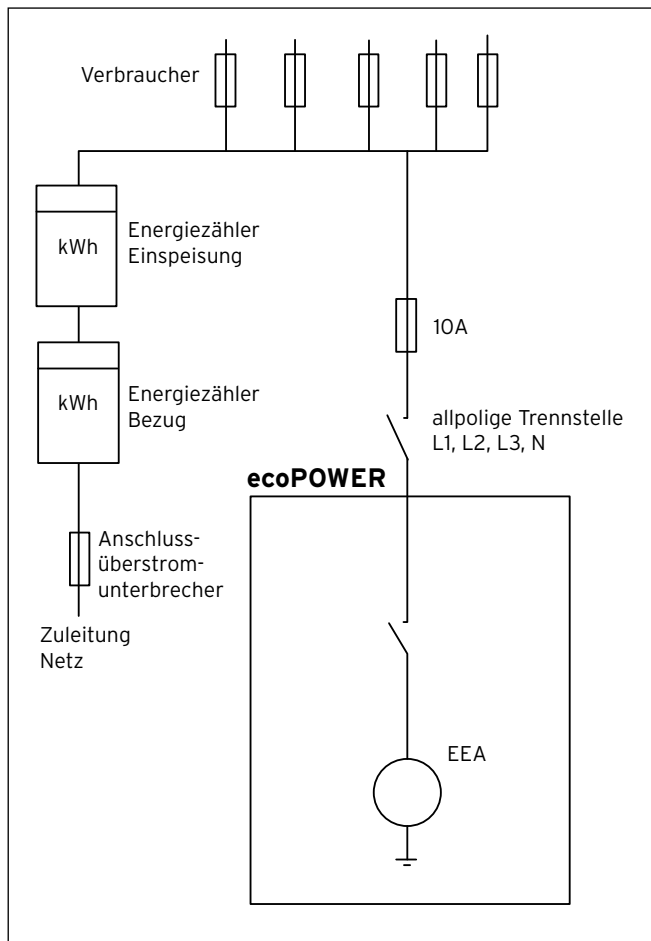 Verbraucher
kWh
Energiezähler
Einspeisung
10A
kWh
Energiezähler
Bezug
allpolige Trennstelle
L1, L2, L3, N
ecoPOWER
Anschluss-
überstrom-
unterbrecher
Zuleitung
Netz
EEA